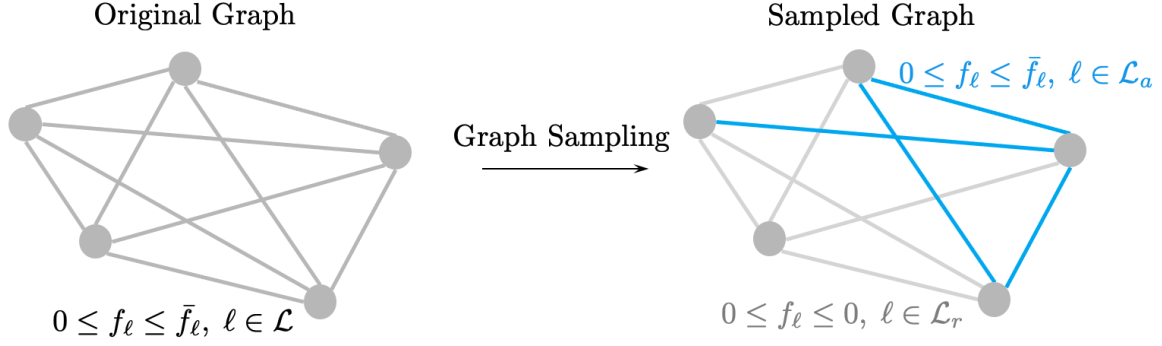 Original Graph
Sampled Graph
0 ≤ f_ℓ ≤ f̄_ℓ, ℓ ∈ 𝓛_a
Graph Sampling
0 ≤ f_ℓ ≤ f̄_ℓ, ℓ ∈ 𝓛
0 ≤ f_ℓ ≤ 0, ℓ ∈ 𝓛_r